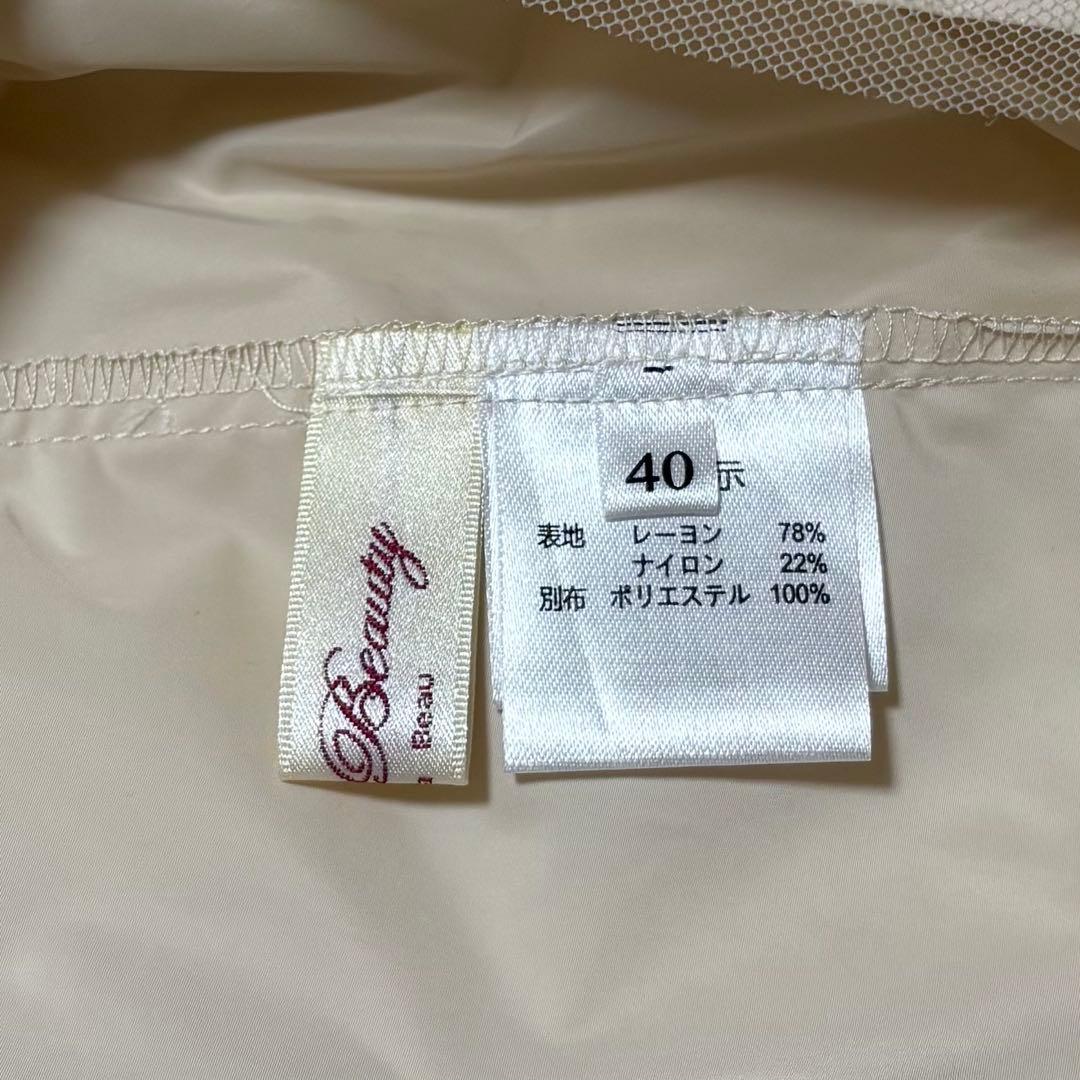 Beauty
Beau
40
示
表地 レーヨン 78%
ナイロン 22%
別布 ポリエステル 100%